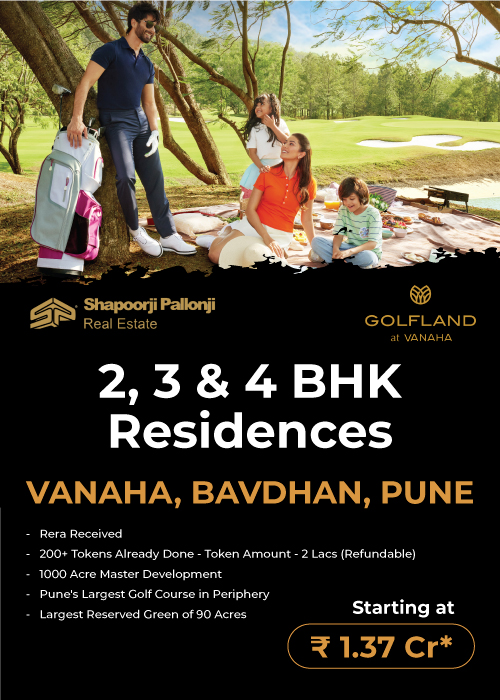 Shapoorji Pallonji
Real Estate
GOLFLAND
at VANAHA
2, 3 & 4 BHK
Residences
VANAHA, BAVDHAN, PUNE
- Rera Received
- 200+ Tokens Already Done - Token Amount - 2 Lacs (Refundable)
- 1000 Acre Master Development
- Pune's Largest Golf Course in Periphery
- Largest Reserved Green of 90 Acres
Starting at
₹ 1.37 Cr*